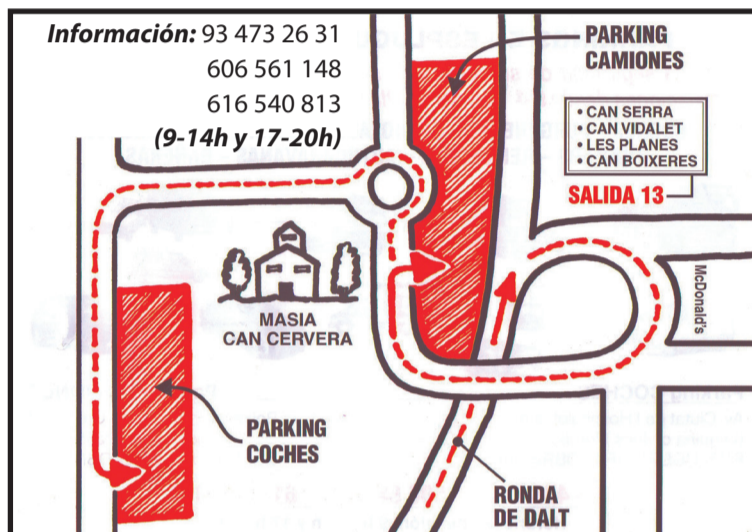 Información: 93 473 26 31
606 561 148
616 540 813
(9-14h y 17-20h)
PARKING
CAMIONES
• CAN SERRA
• CAN VIDALET
• LES PLANES
• CAN BOIXERES
SALIDA 13
McDonald's
MASIA
CAN CERVERA
PARKING
COCHES
RONDA
DE DALT